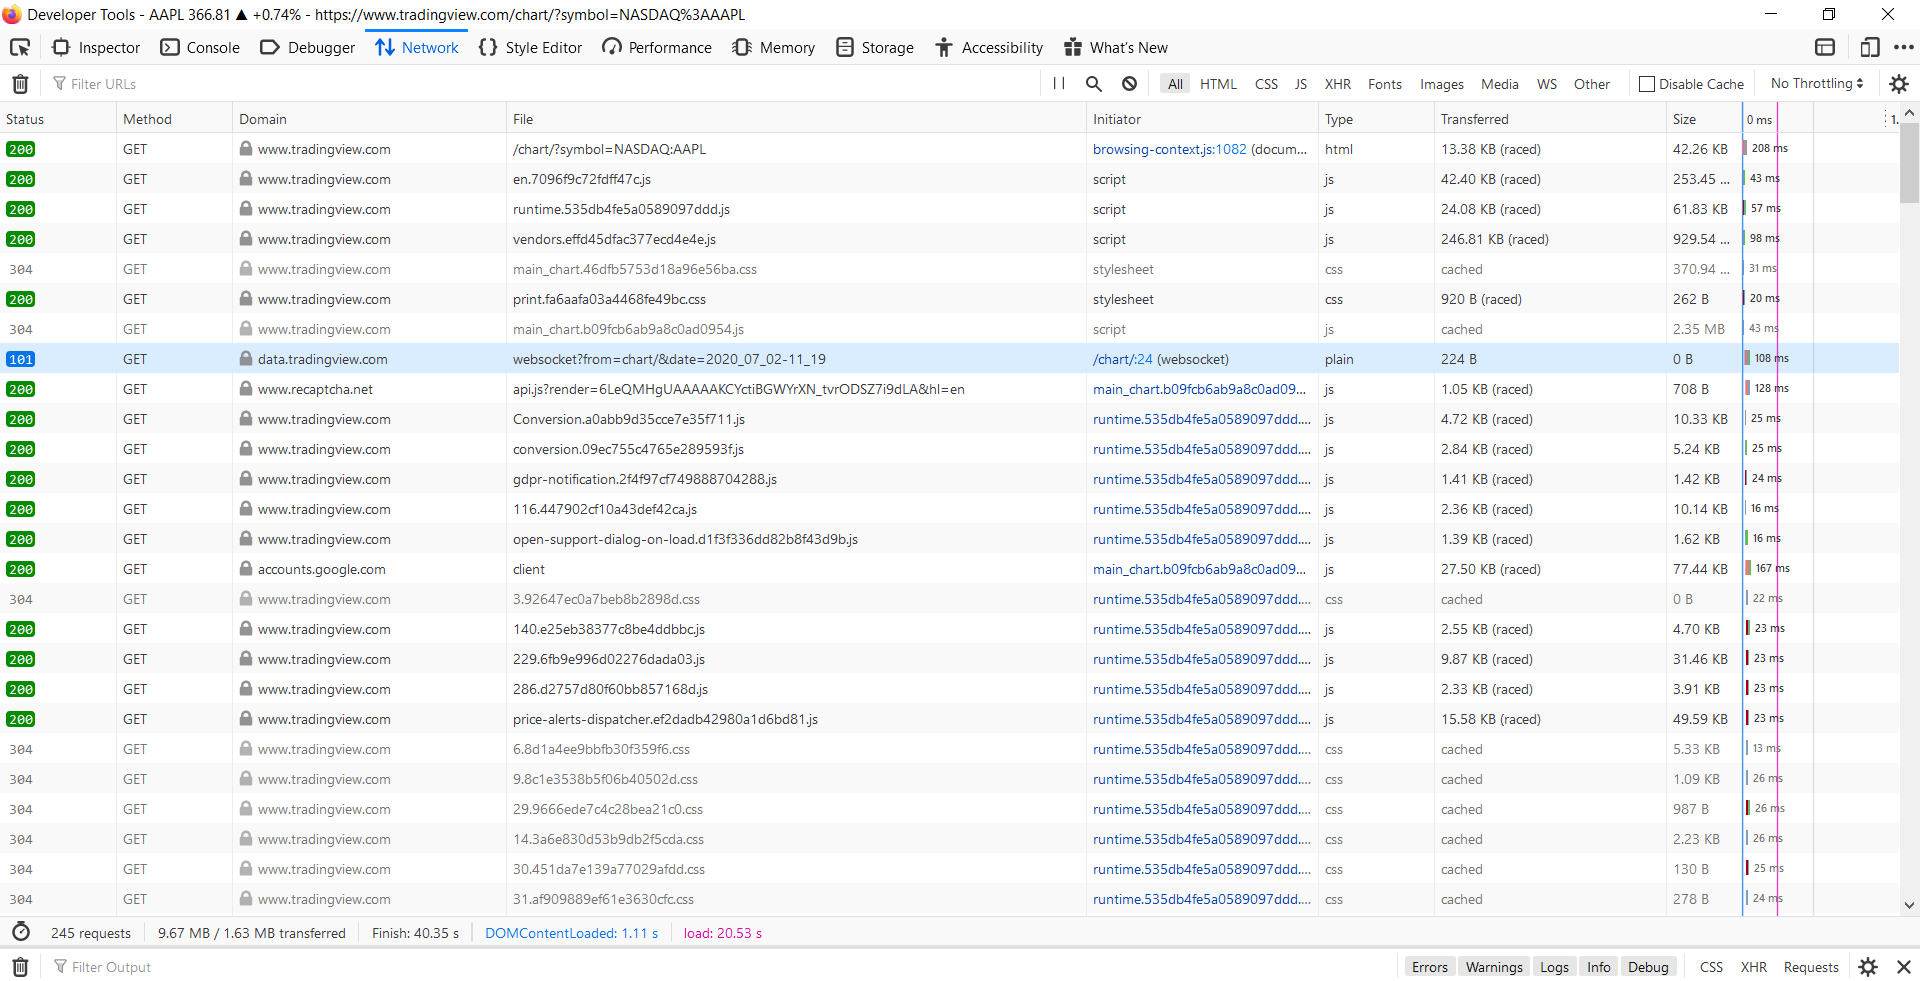 Developer Tools - AAPL 366.81 ▲ +0.74% - https://www.tradingview.com/chart/?symbol=NASDAQ%3AAAPL
Inspector Console Debugger Network Style Editor Performance Memory Storage Accessibility What's New
Filter URLs All HTML CSS JS XHR Fonts Images Media WS Other Disable Cache No Throttling
Status Method Domain File Initiator Type Transferred Size 0 ms 1.
200 GET www.tradingview.com /chart/?symbol=NASDAQ:AAPL browsing-context.js:1082 (docum... html 13.38 KB (raced) 42.26 KB 208 ms
200 GET www.tradingview.com en.7096f9c72fdff47c.js script js 42.40 KB (raced) 253.45 ... 43 ms
200 GET www.tradingview.com runtime.535db4fe5a0589097ddd.js script js 24.08 KB (raced) 61.83 KB 57 ms
200 GET www.tradingview.com vendors.effd45dfac377ecd4e4e.js script js 246.81 KB (raced) 929.54 ... 98 ms
304 GET www.tradingview.com main_chart.46dfb5753d18a96e56ba.css stylesheet css cached 370.94 ... 31 ms
200 GET www.tradingview.com print.fa6aafa03a4468fe49bc.css stylesheet css 920 B (raced) 262 B 20 ms
304 GET www.tradingview.com main_chart.b09fcb6ab9a8c0ad0954.js script js cached 2.35 MB 43 ms
101 GET data.tradingview.com websocket?from=chart/&date=2020_07_02-11_19 /chart/:24 (websocket) plain 224 B 0 B 108 ms
200 GET www.recaptcha.net api.js?render=6LeQMHgUAAAAAKCYctiBGWYrXN_tvrODSZ7i9dLA&hl=en main_chart.b09fcb6ab9a8c0ad09... js 1.05 KB (raced) 708 B 128 ms
200 GET www.tradingview.com Conversion.a0abb9d35cce7e35f711.js runtime.535db4fe5a0589097ddd.... js 4.72 KB (raced) 10.33 KB 25 ms
200 GET www.tradingview.com conversion.09ec755c4765e289593f.js runtime.535db4fe5a0589097ddd.... js 2.84 KB (raced) 5.24 KB 25 ms
200 GET www.tradingview.com gdpr-notification.2f4f97cf749888704288.js runtime.535db4fe5a0589097ddd.... js 1.41 KB (raced) 1.42 KB 24 ms
200 GET www.tradingview.com 116.447902cf10a43def42ca.js runtime.535db4fe5a0589097ddd.... js 2.36 KB (raced) 10.14 KB 16 ms
200 GET www.tradingview.com open-support-dialog-on-load.d1f3f336dd82b8f43d9b.js runtime.535db4fe5a0589097ddd.... js 1.39 KB (raced) 1.62 KB 16 ms
200 GET accounts.google.com client main_chart.b09fcb6ab9a8c0ad09... js 27.50 KB (raced) 77.44 KB 167 ms
304 GET www.tradingview.com 3.92647ec0a7beb8b2898d.css runtime.535db4fe5a0589097ddd.... css cached 0 B 22 ms
200 GET www.tradingview.com 140.e25eb38377c8be4ddbbc.js runtime.535db4fe5a0589097ddd.... js 2.55 KB (raced) 4.70 KB 23 ms
200 GET www.tradingview.com 229.6fb9e996d02276dada03.js runtime.535db4fe5a0589097ddd.... js 9.87 KB (raced) 31.46 KB 23 ms
200 GET www.tradingview.com 286.d2757d80f60bb857168d.js runtime.535db4fe5a0589097ddd.... js 2.33 KB (raced) 3.91 KB 23 ms
200 GET www.tradingview.com price-alerts-dispatcher.ef2dadb42980a1d6bd81.js runtime.535db4fe5a0589097ddd.... js 15.58 KB (raced) 49.59 KB 23 ms
304 GET www.tradingview.com 6.8d1a4ee9bbfb30f359f6.css runtime.535db4fe5a0589097ddd.... css cached 5.33 KB 13 ms
304 GET www.tradingview.com 9.8c1e3538b5f06b40502d.css runtime.535db4fe5a0589097ddd.... css cached 1.09 KB 26 ms
304 GET www.tradingview.com 29.9666ede7c4c28bea21c0.css runtime.535db4fe5a0589097ddd.... css cached 987 B 26 ms
304 GET www.tradingview.com 14.3a6e830d53b9db2f5cda.css runtime.535db4fe5a0589097ddd.... css cached 2.23 KB 26 ms
304 GET www.tradingview.com 30.451da7e139a77029afdd.css runtime.535db4fe5a0589097ddd.... css cached 130 B 25 ms
304 GET www.tradingview.com 31.af909889ef61e3630cfc.css runtime.535db4fe5a0589097ddd.... css cached 278 B 24 ms
245 requests 9.67 MB / 1.63 MB transferred Finish: 40.35 s DOMContentLoaded: 1.11 s load: 20.53 s
Filter Output Errors Warnings Logs Info Debug CSS XHR Requests